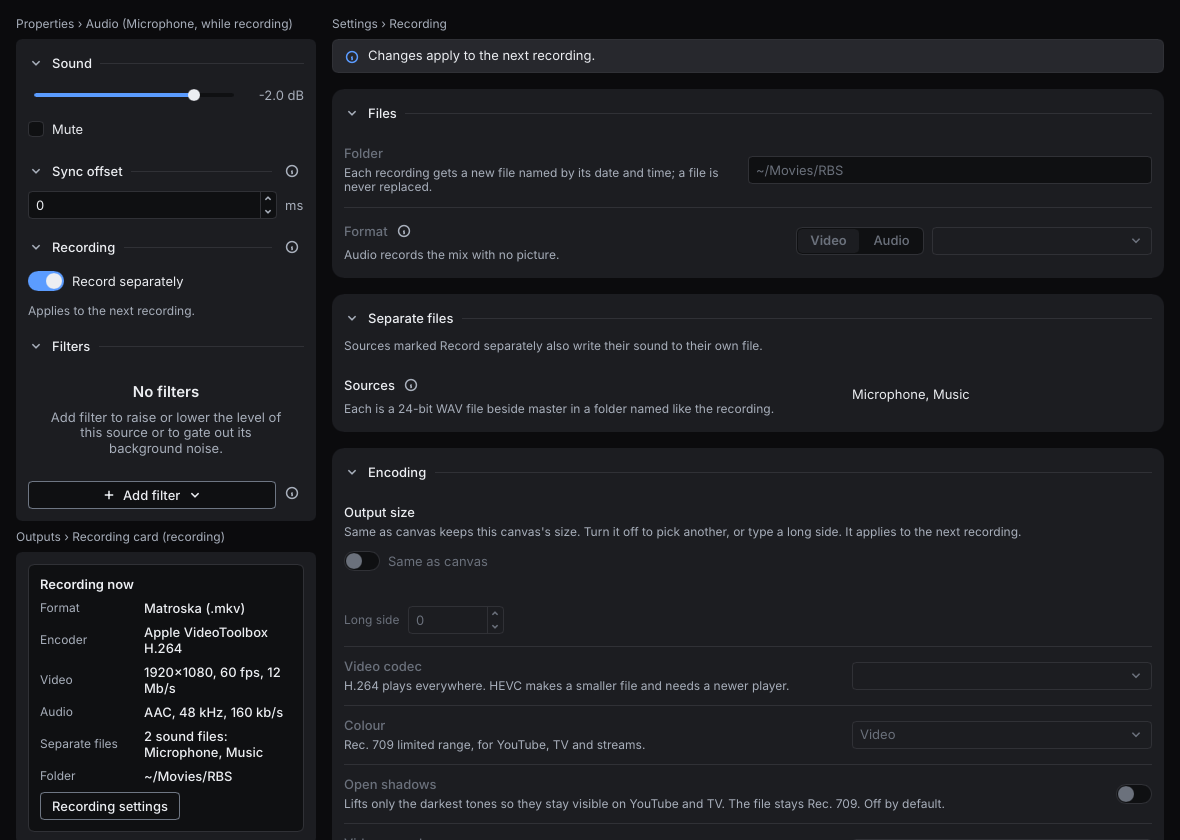 Properties › Audio (Microphone, while recording)
Sound
-2.0 dB
Mute
Sync offset
0
ms
Recording
Record separately
Applies to the next recording.
Filters
No filters
Add filter to raise or lower the level of
this source or to gate out its
background noise.
+ Add filter
Outputs › Recording card (recording)
Recording now
Format
Matroska (.mkv)
Encoder
Apple VideoToolbox
H.264
Video
1920×1080, 60 fps, 12
Mb/s
Audio
AAC, 48 kHz, 160 kb/s
Separate files
2 sound files:
Microphone, Music
Folder
~/Movies/RBS
Recording settings
Settings › Recording
Changes apply to the next recording.
Files
Folder
Each recording gets a new file named by its date and time; a file is
never replaced.
~/Movies/RBS
Format
Audio records the mix with no picture.
Video
Audio
Separate files
Sources marked Record separately also write their sound to their own file.
Sources
Each is a 24-bit WAV file beside master in a folder named like the recording.
Microphone, Music
Encoding
Output size
Same as canvas keeps this canvas's size. Turn it off to pick another, or type a long side. It applies to the next recording.
Same as canvas
Long side
0
Video codec
H.264 plays everywhere. HEVC makes a smaller file and needs a newer player.
Colour
Rec. 709 limited range, for YouTube, TV and streams.
Video
Open shadows
Lifts only the darkest tones so they stay visible on YouTube and TV. The file stays Rec. 709. Off by default.